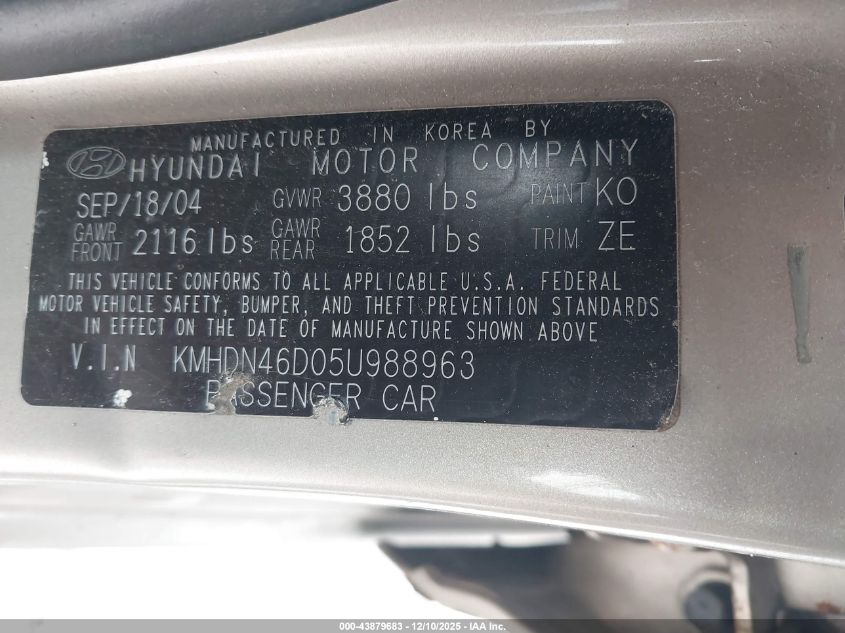 MANUFACTURED IN KOREA BY
HYUNDAI MOTOR COMPANY
SEP/18/04 GVWR 3880 lbs PAINT KO
GAWR FRONT 2116 lbs GAWR REAR 1852 lbs TRIM ZE
THIS VEHICLE CONFORMS TO ALL APPLICABLE U.S.A. FEDERAL
MOTOR VEHICLE SAFETY, BUMPER, AND THEFT PREVENTION STANDARDS
IN EFFECT ON THE DATE OF MANUFACTURE SHOWN ABOVE
V.I.N KMHDN46D05U988963
PASSENGER CAR
000-43879683 - 12/10/2025 - IAA Inc.